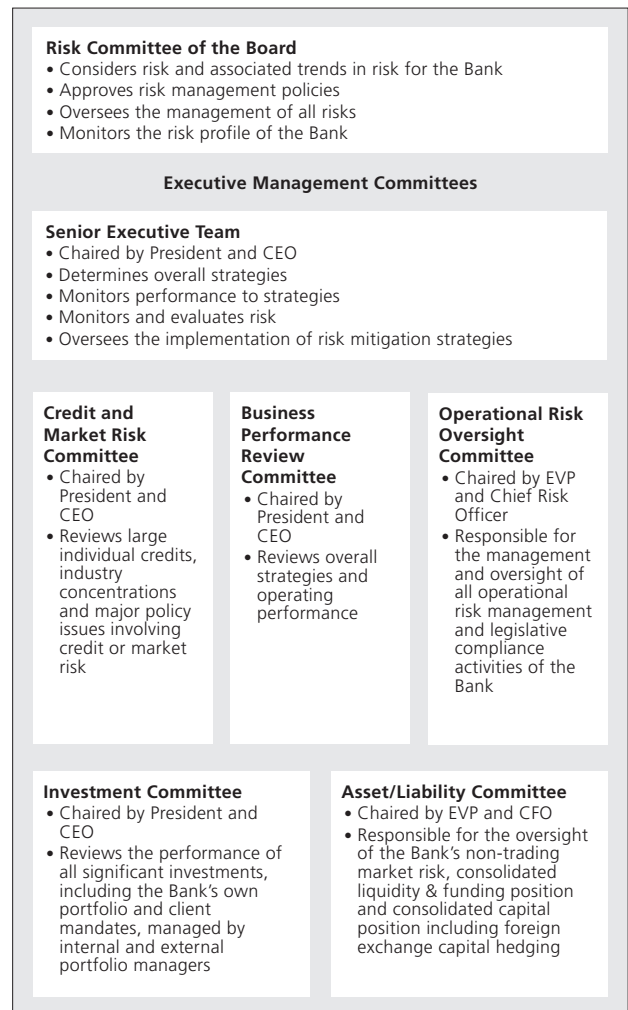 Risk Committee of the Board
• Considers risk and associated trends in risk for the Bank
• Approves risk management policies
• Oversees the management of all risks
• Monitors the risk profile of the Bank
Executive Management Committees
Senior Executive Team
• Chaired by President and CEO
• Determines overall strategies
• Monitors performance to strategies
• Monitors and evaluates risk
• Oversees the implementation of risk mitigation strategies
Credit and
Market Risk
Committee
• Chaired by
President and
CEO
• Reviews large
individual credits,
industry
concentrations
and major policy
issues involving
credit or market
risk
Business
Performance
Review
Committee
• Chaired by
President and
CEO
• Reviews overall
strategies and
operating
performance
Operational Risk
Oversight
Committee
• Chaired by EVP
and Chief Risk
Officer
• Responsible for
the management
and oversight of
all operational
risk management
and legislative
compliance
activities of the
Bank
Investment Committee
• Chaired by President and
CEO
• Reviews the performance of
all significant investments,
including the Bank's own
portfolio and client
mandates, managed by
internal and external
portfolio managers
Asset/Liability Committee
• Chaired by EVP and CFO
• Responsible for the oversight
of the Bank's non-trading
market risk, consolidated
liquidity & funding position
and consolidated capital
position including foreign
exchange capital hedging